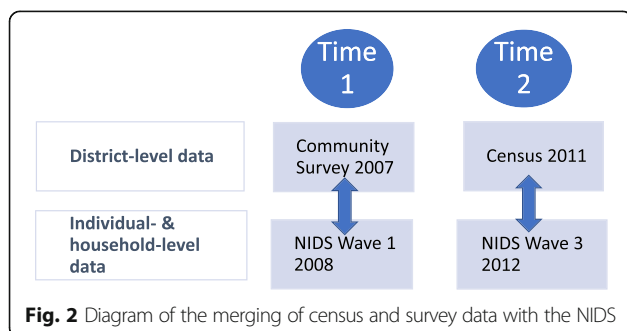 Time
1
Time
2
District-level data
Community
Survey 2007
Census 2011
Individual- &
household-level
data
NIDS Wave 1
2008
NIDS Wave 3
2012
Fig. 2 Diagram of the merging of census and survey data with the NIDS